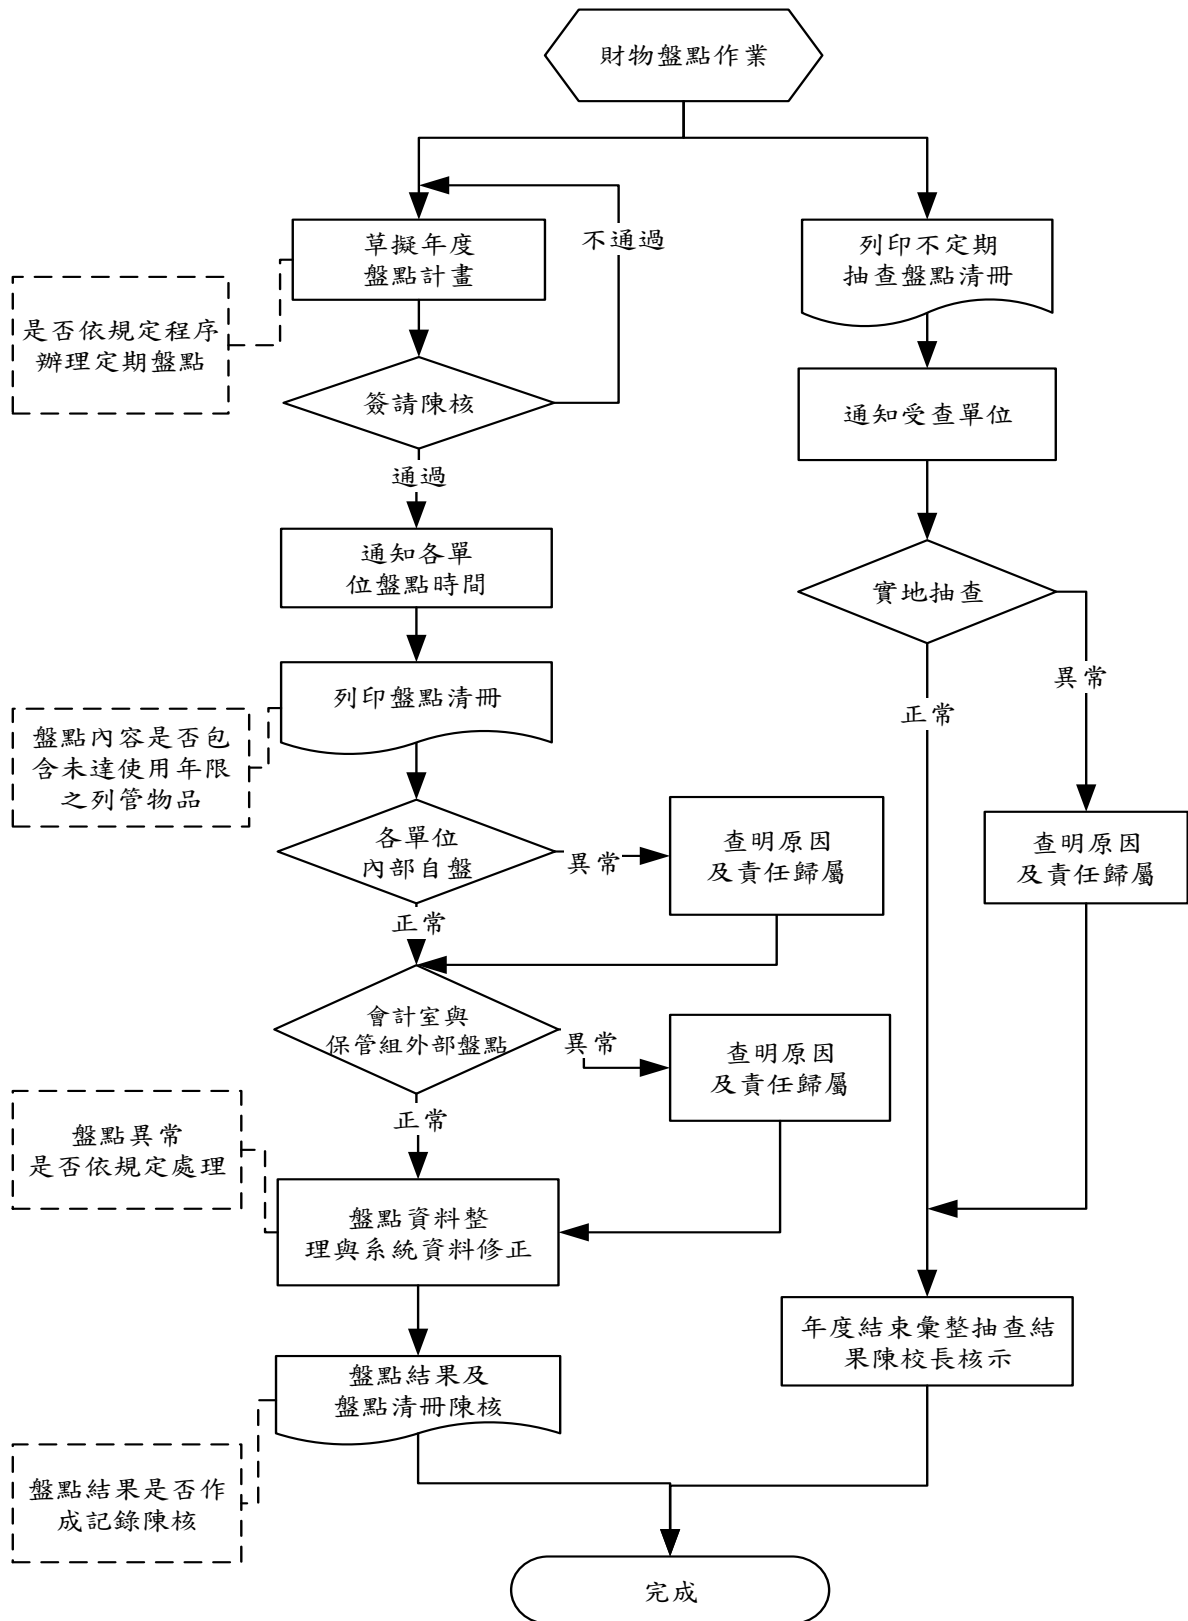 財物盤點作業
不通過
草擬年度
盤點計畫
列印不定期
抽查盤點清冊
是否依規定程序
辦理定期盤點
簽請陳核
通知受查單位
通過
通知各單
位盤點時間
實地抽查
異常
列印盤點清冊
正常
盤點內容是否包
含未達使用年限
之列管物品
各單位
內部自盤
異常
查明原因
及責任歸屬
查明原因
及責任歸屬
正常
會計室與
保管組外部盤點
異常
查明原因
及責任歸屬
正常
盤點異常
是否依規定處理
盤點資料整
理與系統資料修正
年度結束彙整抽查結
果陳校長核示
盤點結果及
盤點清冊陳核
盤點結果是否作
成記錄陳核
完成